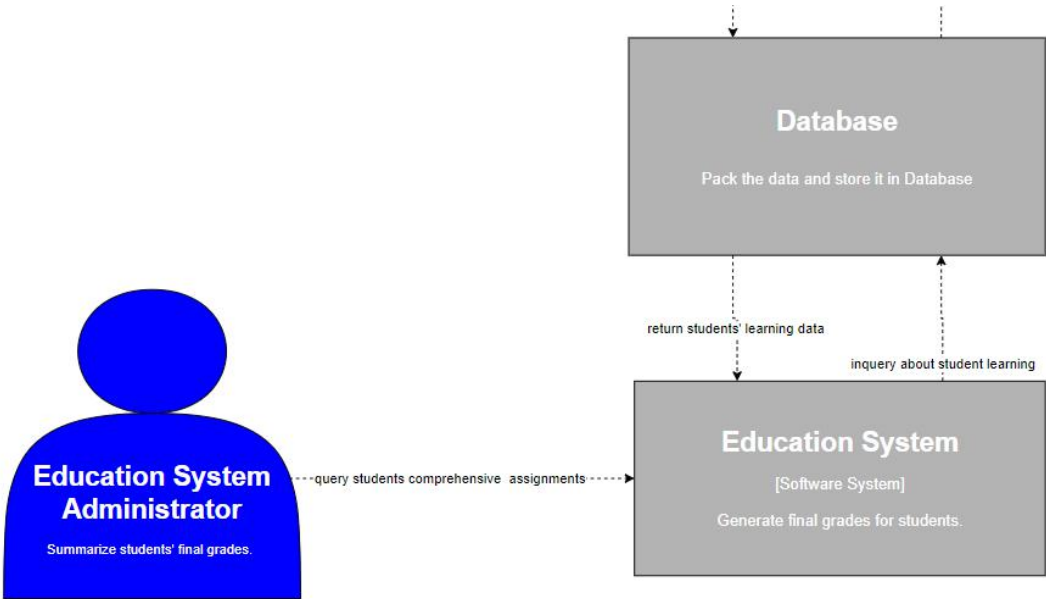 Database
Pack the data and store it in Database
return students' learning data
inquery about student learning
Education System
Administrator
Summarize students' final grades.
query students comprehensive assignments
Education System
[Software System]
Generate final grades for students.